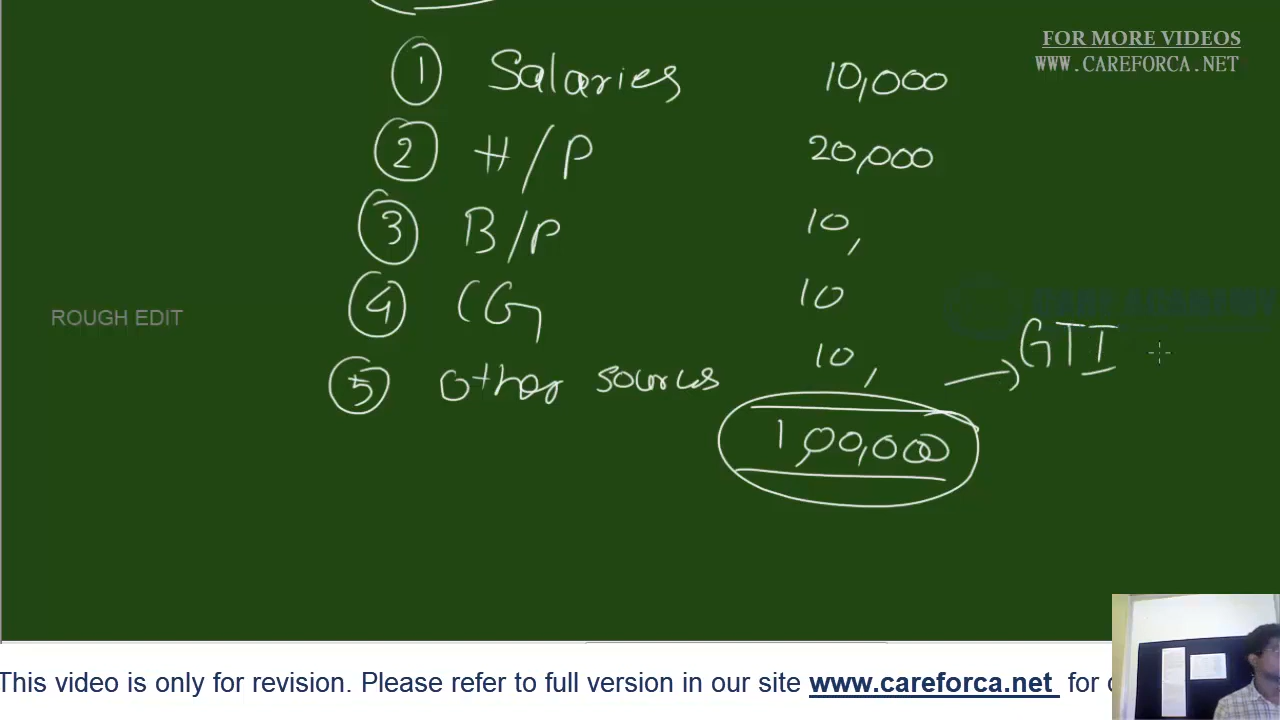 FOR MORE VIDEOS
WWW.CAREFORCA.NET
1 Salaries 10,000
2 H/P 20,000
3 B/P 10,
4 CG 10
5 Other sources 10,
→ GTI
1,00,000
ROUGH EDIT
This video is only for revision. Please refer to full version in our site www.careforca.net for